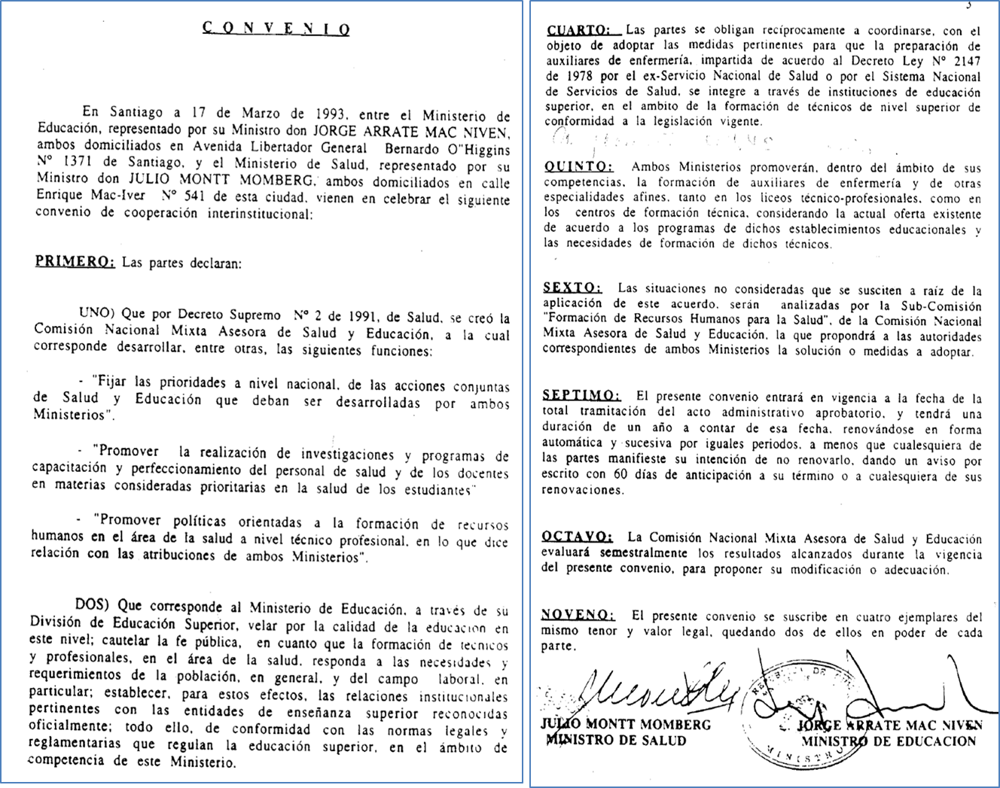 C O N V E N I O
En Santiago a 17 de Marzo de 1993, entre el Ministerio de
Educación, representado por su Ministro don JORGE ARRATE MAC NIVEN,
ambos domiciliados en Avenida Libertador General Bernardo O"Higgins
Nº 1371 de Santiago, y el Ministerio de Salud, representado por su
Ministro don JULIO MONTT MOMBERG, ambos domiciliados en calle
Enrique Mac-Iver Nº 541 de esta ciudad, vienen en celebrar el siguiente
convenio de cooperación interinstitucional:
PRIMERO: Las partes declaran:
UNO) Que por Decreto Supremo Nº 2 de 1991, de Salud, se creó la
Comisión Nacional Mixta Asesora de Salud y Educación, a la cual
corresponde desarrollar, entre otras, las siguientes funciones:
- "Fijar las prioridades a nivel nacional, de las acciones conjuntas
de Salud y Educación que deban ser desarrolladas por ambos
Ministerios".
- "Promover la realización de investigaciones y programas de
capacitación y perfeccionamiento del personal de salud y de los docentes
en materias consideradas prioritarias en la salud de los estudiantes"
- "Promover políticas orientadas a la formación de recursos
humanos en el área de la salud a nivel técnico profesional, en lo que dice
relación con las atribuciones de ambos Ministerios".
DOS) Que corresponde al Ministerio de Educación, a través de su
División de Educación Superior, velar por la calidad de la educación en
este nivel; cautelar la fe pública, en cuanto que la formación de técnicos
y profesionales, en el área de la salud, responda a las necesidades y
requerimientos de la población, en general, y del campo laboral, en
particular; establecer, para estos efectos, las relaciones institucionales
pertinentes con las entidades de enseñanza superior reconocidas
oficialmente; todo ello, de conformidad con las normas legales y
reglamentarias que regulan la educación superior, en el ámbito de
competencia de este Ministerio.
3
CUARTO: Las partes se obligan recíprocamente a coordinarse, con el
objeto de adoptar las medidas pertinentes para que la preparación de
auxiliares de enfermería, impartida de acuerdo al Decreto Ley Nº 2147
de 1978 por el ex-Servicio Nacional de Salud o por el Sistema Nacional
de Servicios de Salud, se integre a través de instituciones de educación
superior, en el ambito de la formación de técnicos de nivel superior de
conformidad a la legislación vigente.
QUINTO: Ambos Ministerios promoverán, dentro del ámbito de sus
competencias, la formación de auxiliares de enfermería y de otras
especialidades afines, tanto en los liceos técnico-profesionales, como en
los centros de formación técnica, considerando la actual oferta existente
de acuerdo a los programas de dichos establecimientos educacionales y
las necesidades de formación de dichos técnicos.
SEXTO: Las situaciones no consideradas que se susciten a raíz de la
aplicación de este acuerdo, serán analizadas por la Sub-Comisión
"Formación de Recursos Humanos para la Salud", de la Comisión Nacional
Mixta Asesora de Salud y Educación, la que propondrá a las autoridades
correspondientes de ambos Ministerios la solución o medidas a adoptar.
SEPTIMO: El presente convenio entrará en vigencia a la fecha de la
total tramitación del acto administrativo aprobatorio, y tendrá una
duración de un año a contar de esa fecha, renovándose en forma
automática y sucesiva por iguales periodos, a menos que cualesquiera de
las partes manifieste su intención de no renovarlo, dando un aviso por
escrito con 60 días de anticipación a su término o a cualesquiera de sus
renovaciones.
OCTAVO: La Comisión Nacional Mixta Asesora de Salud y Educación
evaluará semestralmente los resultados alcanzados durante la vigencia
del presente convenio, para proponer su modificación o adecuación.
NOVENO: El presente convenio se suscribe en cuatro ejemplares del
mismo tenor y valor legal, quedando dos de ellos en poder de cada
parte.
REPUBLICA DE
MINISTRO
JULIO MONTT MOMBERG
MINISTRO DE SALUD
JORGE ARRATE MAC NIVEN
MINISTRO DE EDUCACION